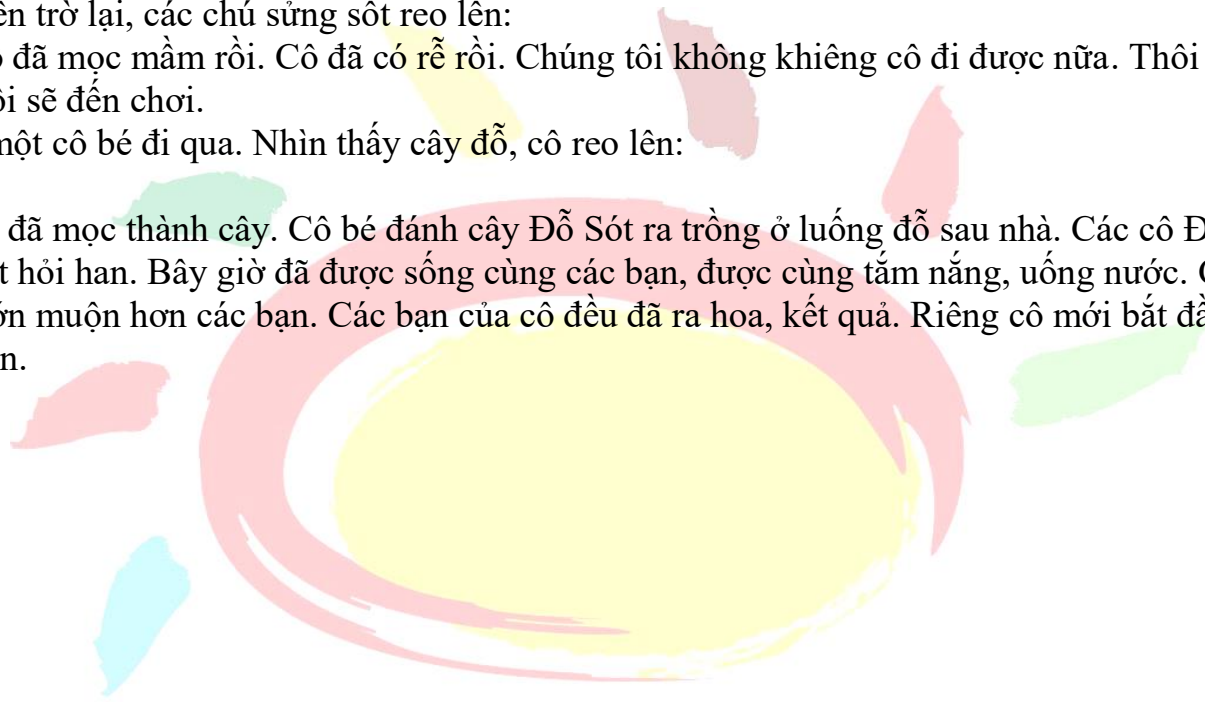 trở lại, các chú sửng sốt reo lên:
đã mọc mầm rồi. Cô đã có rễ rồi. Chúng tôi không khiêng cô đi được nữa. Thôi
sẽ đến chơi.
một cô bé đi qua. Nhìn thấy cây đỗ, cô reo lên:
đã mọc thành cây. Cô bé đánh cây Đỗ Sót ra trồng ở luống đỗ sau nhà. Các cô
hỏi han. Bây giờ đã được sống cùng các bạn, được cùng tắm nắng, uống nước.
muộn hơn các bạn. Các bạn của cô đều đã ra hoa, kết quả. Riêng cô mới bắt